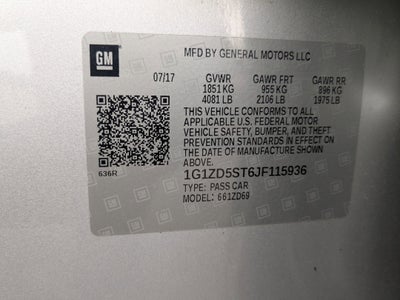 GM
MFD BY GENERAL MOTORS LLC
07/17 GVWR GAWR FRT GAWR RR
1851 KG 955 KG 896 KG
4081 LB 2106 LB 1975 LB
THIS VEHICLE CONFORMS TO ALL
APPLICABLE U.S. FEDERAL MOTOR
VEHICLE SAFETY, BUMPER, AND THEFT
PREVENTION STANDARDS IN EFFECT ON
THE DATE OF MANUFACTURE SHOWN
ABOVE.
636R
1G1ZD5ST6JF115936
TYPE: PASS CAR
MODEL: 661ZD69